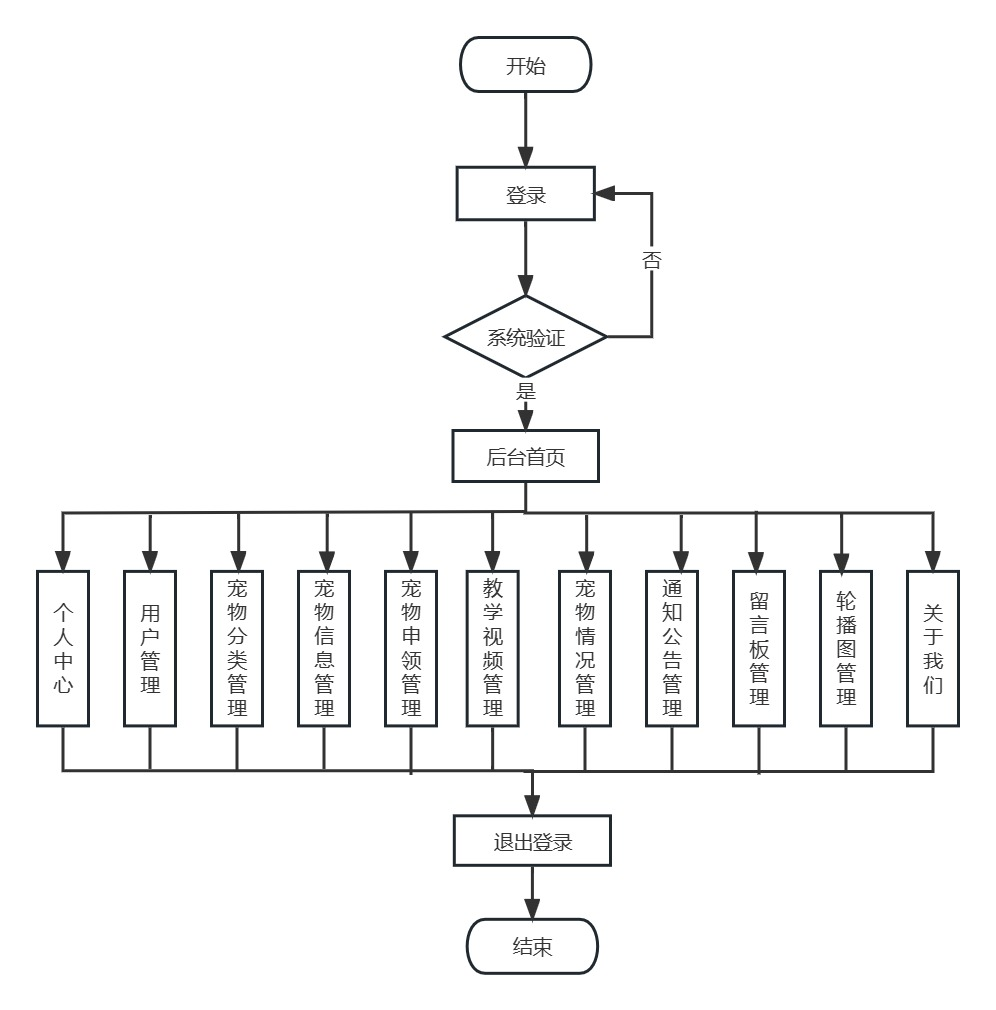 开始
登录
否
系统验证
是
后台首页
个人中心
用户管理
宠物分类管理
宠物信息管理
宠物申领管理
教学视频管理
宠物情况管理
通知公告管理
留言板管理
轮播图管理
关于我们
退出登录
结束